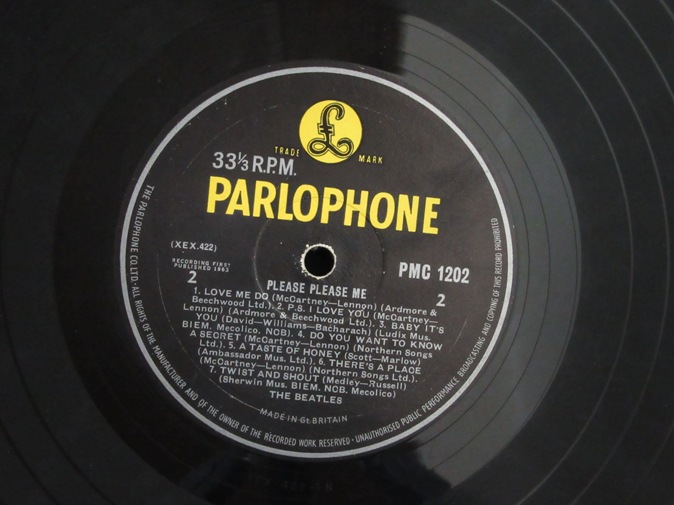 TRADE MARK
33⅓ R.P.M.
PARLOPHONE
(XEX.422)
RECORDING FIRST
PUBLISHED 1963
PMC 1202
2
2
PLEASE PLEASE ME
1. LOVE ME DO (McCartney—Lennon) (Ardmore &
Beechwood Ltd.). 2. P.S. I LOVE YOU (McCartney—
Lennon) (Ardmore & Beechwood Ltd.). 3. BABY IT'S
YOU (David—Williams—Bacharach) (Ludix Mus.
BIEM. Mecolico. NCB). 4. DO YOU WANT TO KNOW
A SECRET (McCartney—Lennon) (Northern Songs
Ltd.). 5. A TASTE OF HONEY (Scott—Marlow)
(Ambassador Mus. Ltd.). 6. THERE'S A PLACE
(McCartney—Lennon) (Northern Songs Ltd.).
7. TWIST AND SHOUT (Medley—Russell)
(Sherwin Mus. BIEM. NCB. Mecolico)
THE BEATLES
MADE IN Gt. BRITAIN
THE PARLOPHONE CO. LTD · ALL RIGHTS OF THE MANUFACTURER AND OF THE OWNER OF THE RECORDED WORK RESERVED · UNAUTHORISED PUBLIC PERFORMANCE BROADCASTING AND COPYING OF THIS RECORD PROHIBITED